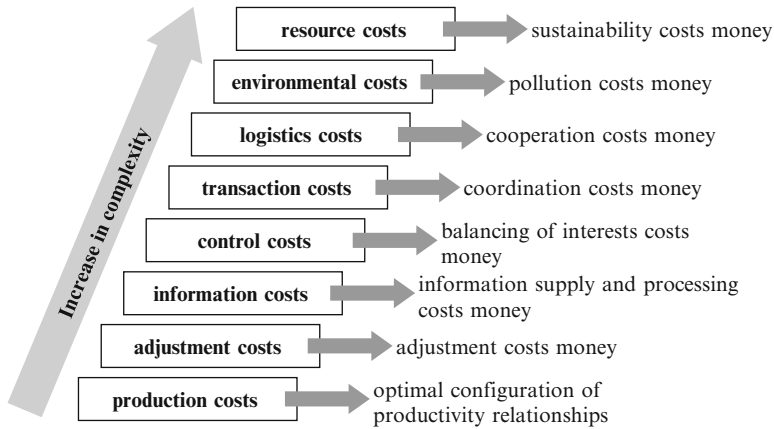 resource costs
sustainability costs money
environmental costs
pollution costs money
logistics costs
cooperation costs money
transaction costs
coordination costs money
control costs
balancing of interests costs
money
information costs
information supply and processing
costs money
adjustment costs
adjustment costs money
production costs
optimal configuration of
productivity relationships
Increase in complexity